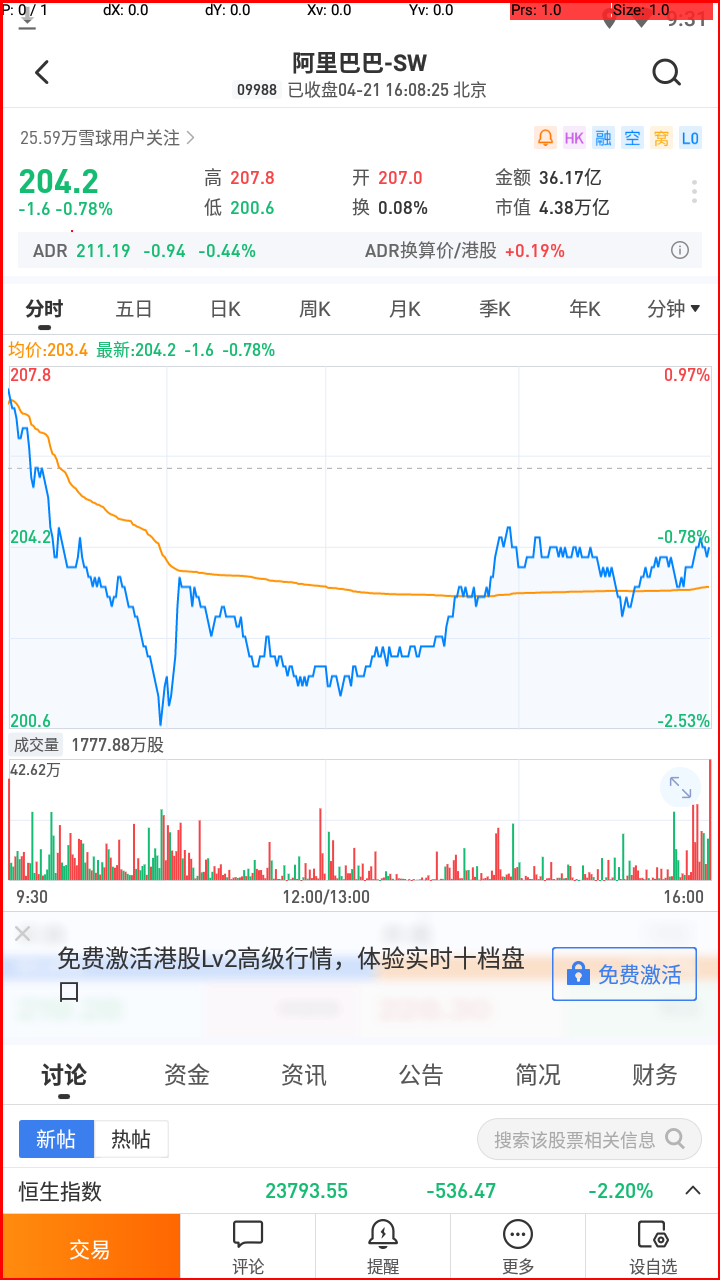 P: 0 / 1 dX: 0.0 dY: 0.0 Xv: 0.0 Yv: 0.0 Prs: 1.0 Size: 1.0
9:31
阿里巴巴-SW
09988 已收盘04-21 16:08:25 北京
25.59万雪球用户关注
HK 融 空 窝 L0
204.2 高 207.8 开 207.0 金额 36.17亿
-1.6 -0.78% 低 200.6 换 0.08% 市值 4.38万亿
ADR 211.19 -0.94 -0.44% ADR换算价/港股 +0.19%
分时 五日 日K 周K 月K 季K 年K 分钟
均价:203.4 最新:204.2 -1.6 -0.78%
207.8 0.97%
204.2 -0.78%
200.6 -2.53%
成交量 1777.88万股
42.62万
9:30 12:00/13:00 16:00
免费激活港股Lv2高级行情，体验实时十档盘
口
免费激活
讨论 资金 资讯 公告 简况 财务
新帖 热帖 搜索该股票相关信息
恒生指数 23793.55 -536.47 -2.20%
交易 评论 提醒 更多 设自选